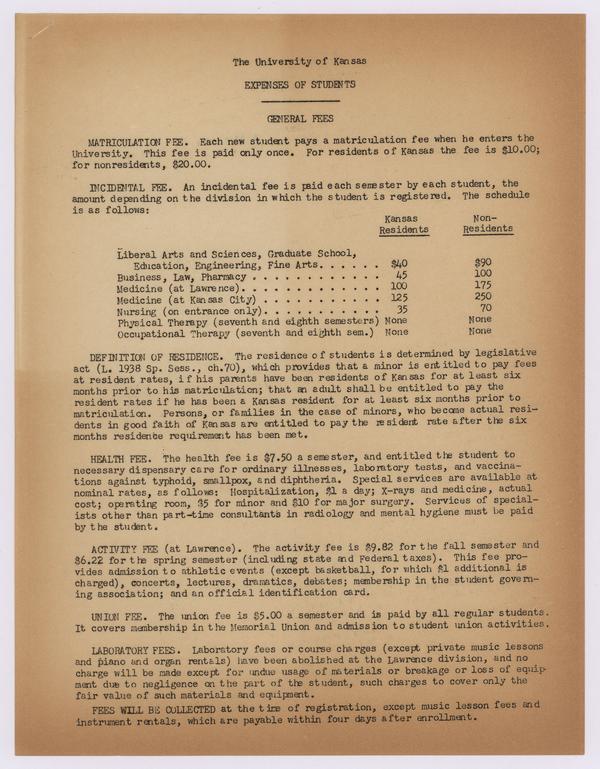 The University of Kansas
EXPENSES OF STUDENTS
GENERAL FEES
MATRICULATION FEE. Each new student pays a matriculation fee when he enters the
University. This fee is paid only once. For residents of Kansas the fee is $10.00;
for nonresidents, $20.00.
INCIDENTAL FEE. An incidental fee is paid each semester by each student, the
amount depending on the division in which the student is registered. The schedule
is as follows:
Kansas Non-
Residents Residents
Liberal Arts and Sciences, Graduate School,
Education, Engineering, Fine Arts. . . . . . $40 $90
Business, Law, Pharmacy . . . . . . . . . . . 45 100
Medicine (at Lawrence). . . . . . . . . . . . 100 175
Medicine (at Kansas City) . . . . . . . . . . 125 250
Nursing (on entrance only). . . . . . . . . . 35 70
Physical Therapy (seventh and eighth semesters) None None
Occupational Therapy (seventh and eighth sem.) None None
DEFINITION OF RESIDENCE. The residence of students is determined by legislative
act (L. 1938 Sp. Sess., ch.70), which provides that a minor is entitled to pay fees
at resident rates, if his parents have been residents of Kansas for at least six
months prior to his matriculation; that an adult shall be entitled to pay the
resident rates if he has been a Kansas resident for at least six months prior to
matriculation. Persons, or families in the case of minors, who become actual resi-
dents in good faith of Kansas are entitled to pay the resident rate after the six
months residence requirement has been met.
HEALTH FEE. The health fee is $7.50 a semester, and entitled the student to
necessary dispensary care for ordinary illnesses, laboratory tests, and vaccina-
tions against typhoid, smallpox, and diphtheria. Special services are available at
nominal rates, as follows: Hospitalization, $1 a day; X-rays and medicine, actual
cost; operating room, $5 for minor and $10 for major surgery. Services of special-
ists other than part-time consultants in radiology and mental hygiene must be paid
by the student.
ACTIVITY FEE (at Lawrence). The activity fee is $9.82 for the fall semester and
$6.22 for the spring semester (including state and Federal taxes). This fee pro-
vides admission to athletic events (except basketball, for which $1 additional is
charged), concerts, lectures, dramatics, debates; membership in the student govern-
ing association; and an official identification card.
UNION FEE. The union fee is $5.00 a semester and is paid by all regular students.
It covers membership in the Memorial Union and admission to student union activities.
LABORATORY FEES. Laboratory fees or course charges (except private music lessons
and piano and organ rentals) have been abolished at the Lawrence division, and no
charge will be made except for undue usage of materials or breakage or loss of equip-
ment due to negligence on the part of the student, such charges to cover only the
fair value of such materials and equipment.
FEES WILL BE COLLECTED at the time of registration, except music lesson fees and
instrument rentals, which are payable within four days after enrollment.